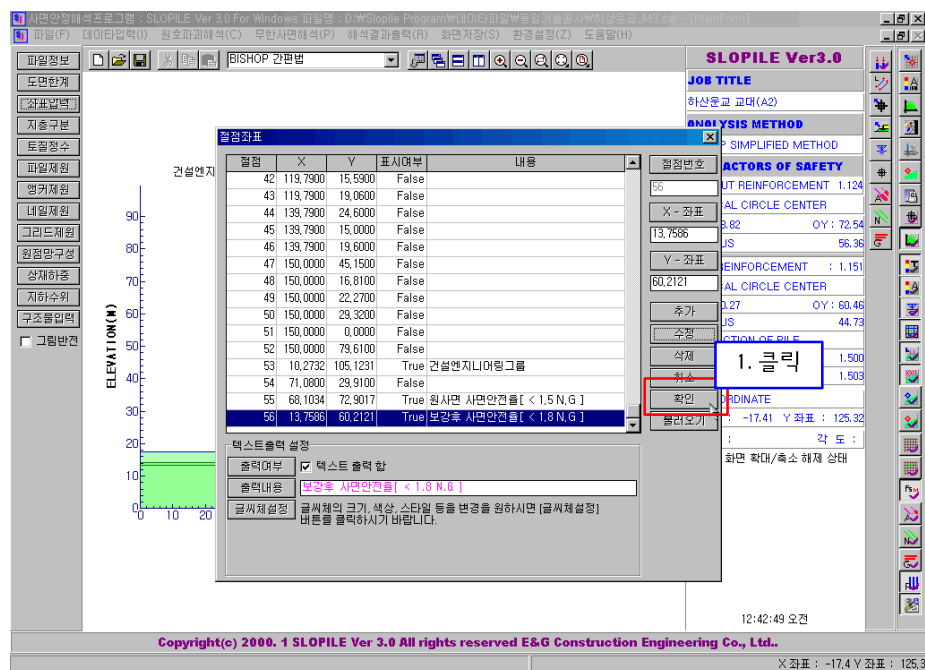 사면안정해석프로그램 : SLOPILE Ver 3.0 For Windows 파일명 : D:₩Slopile Program₩데이타파일₩동일기술공사₩하상운교_M3.dat - [Mainform]
파일(F) 데이타입력(I) 원호파괴해석(C) 무한사면해석(P) 해석결과출력(R) 화면저장(S) 환경설정(Z) 도움말(H)
BISHOP 간편법
파일정보
도면한계
좌표입력
지층구분
토질정수
파일제원
앵커제원
네일제원
그리드제원
원점망구성
상재하중
지하수위
구조물입력
그림반전
건설엔지
ELEVATION(M)
90
80
70
60
50
40
30
20
10
0
0 10 20
절점좌표
절점 X Y 표시여부 내용
42 119,7900 15,5900 False
43 119,7900 19,0600 False
44 139,7900 24,6000 False
45 139,7900 15,0000 False
46 139,7900 19,6000 False
47 150,0000 45,1500 False
48 150,0000 16,8100 False
49 150,0000 22,2700 False
50 150,0000 29,3200 False
51 150,0000 0,0000 False
52 150,0000 79,6100 False
53 10,2732 105,1231 True 건설엔지니어링그룹
54 71,0800 29,9100 False
55 68,1034 72,9017 True 원사면 사면안전율[ < 1,5 N,G ]
56 13,7586 60,2121 True 보강후 사면안전율[ < 1,8 N,G ]
절점번호
56
X - 좌표
13,7586
Y - 좌표
60,2121
추가
수정
삭제
취소
확인
불러오기
1. 클릭
텍스트출력 설정
출력여부 텍스트 출력 함
출력내용 보강후 사면안전율[ < 1.8 N.G ]
글씨체설정 글씨체의 크기, 색상, 스타일 등을 변경을 원하시면 [글씨체설정]
버튼를 클릭하시기 바랍니다.
SLOPILE Ver3.0
JOB TITLE
하산운교 교대(A2)
ANALYSIS METHOD
SIMPLIFIED METHOD
ACTORS OF SAFETY
UT REINFORCEMENT 1.124
AL CIRCLE CENTER
8.82 OY : 72.54
US 56.36
EINFORCEMENT : 1.151
AL CIRCLE CENTER
0.27 OY : 60.46
US 44.73
CTION OF PILE
1.500
1.503
ORDINATE
: -17.41 Y 좌표 : 125.32
: 각 도 :
화면 확대/축소 해제 상태
12:42:49 오전
Copyright(c) 2000. 1 SLOPILE Ver 3.0 All rights reserved E&G Construction Engineering Co., Ltd..
X 좌표 : -17,4 Y 좌표 : 125,3